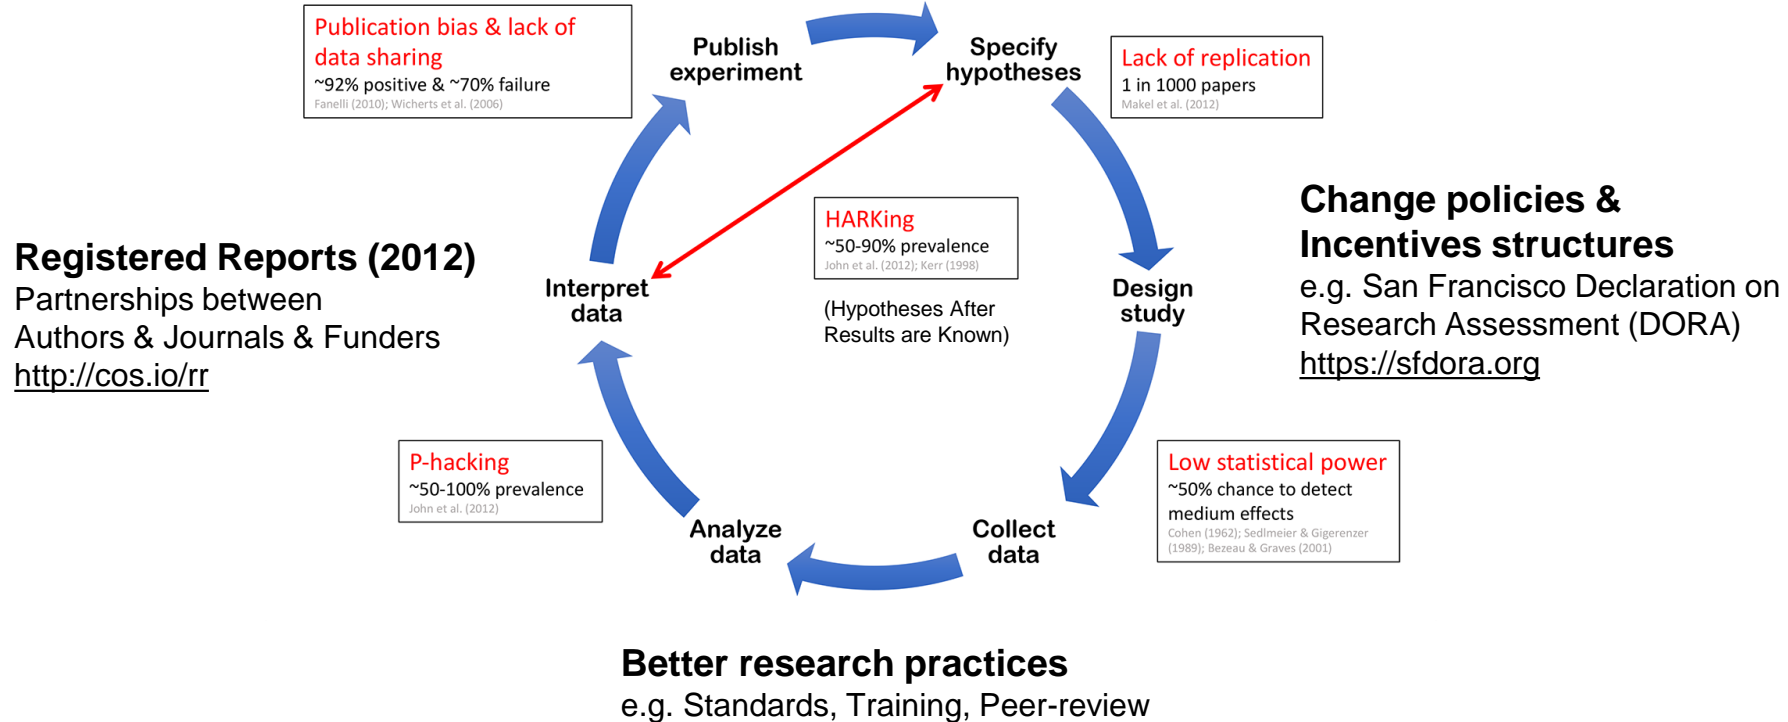 Publication bias & lack of
data sharing
~92% positive & ~70% failure
Fanelli (2010); Wicherts et al. (2006)
Publish
experiment
Specify
hypotheses
Lack of replication
1 in 1000 papers
Makel et al. (2012)
HARKing
~50-90% prevalence
John et al. (2012); Kerr (1998)
(Hypotheses After
Results are Known)
Registered Reports (2012)
Partnerships between
Authors & Journals & Funders
http://cos.io/rr
Interpret
data
Design
study
Change policies &
Incentives structures
e.g. San Francisco Declaration on
Research Assessment (DORA)
https://sfdora.org
P-hacking
~50-100% prevalence
John et al. (2012)
Analyze
data
Collect
data
Low statistical power
~50% chance to detect
medium effects
Cohen (1962); Sedlmeier & Gigerenzer
(1989); Bezeau & Graves (2001)
Better research practices
e.g. Standards, Training, Peer-review